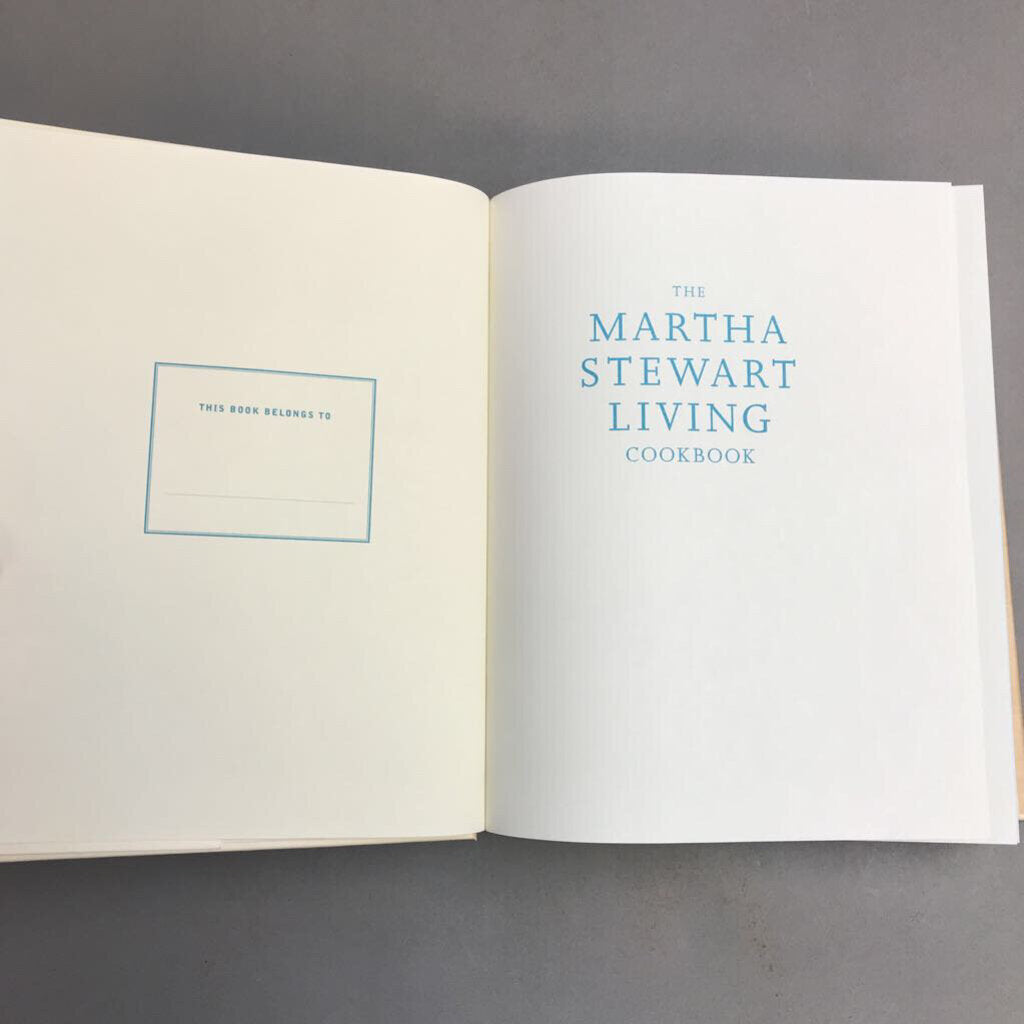 THIS BOOK BELONGS TO
THE
MARTHA
STEWART
LIVING
COOKBOOK